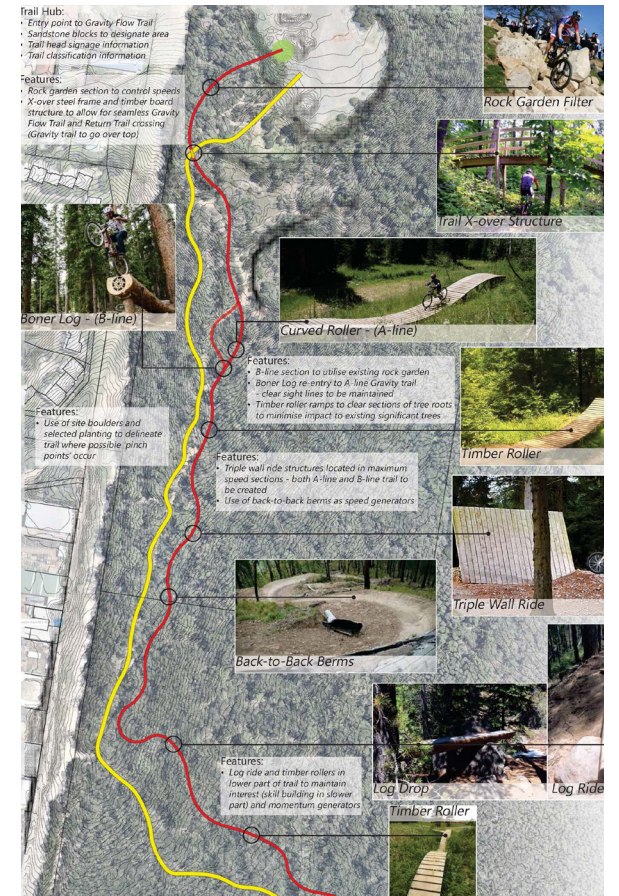 Trail Hub:
• Entry point to Gravity Flow Trail
• Sandstone blocks to designate area
• Trail head signage information
• Trail classification information
Features:
• Rock garden section to control speeds
• X-over steel frame and timber board
structure to allow for seamless Gravity
Flow Trail and Return Trail crossing
(Gravity trail to go over top)
Rock Garden Filter
Trail X-over Structure
Boner Log - (B-line)
Curved Roller - (A-line)
Features:
• B-line section to utilise existing rock garden
• Boner Log re-entry to A-line Gravity trail
- clear sight lines to be maintained
• Timber roller ramps to clear sections of tree roots
to minimise impact to existing significant trees
Timber Roller
Features:
• Use of site boulders and
selected planting to delineate
trail where possible 'pinch
points' occur
Features:
• Triple wall ride structures located in maximum
speed sections - both A-line and B-line trail to
be created
• Use of back-to-back berms as speed generators
Triple Wall Ride
Back-to-Back Berms
Log Drop
Log Ride
Features:
• Log ride and timber rollers in
lower part of trail to maintain
interest (skill building in slower
part) and momentum generators
Timber Roller